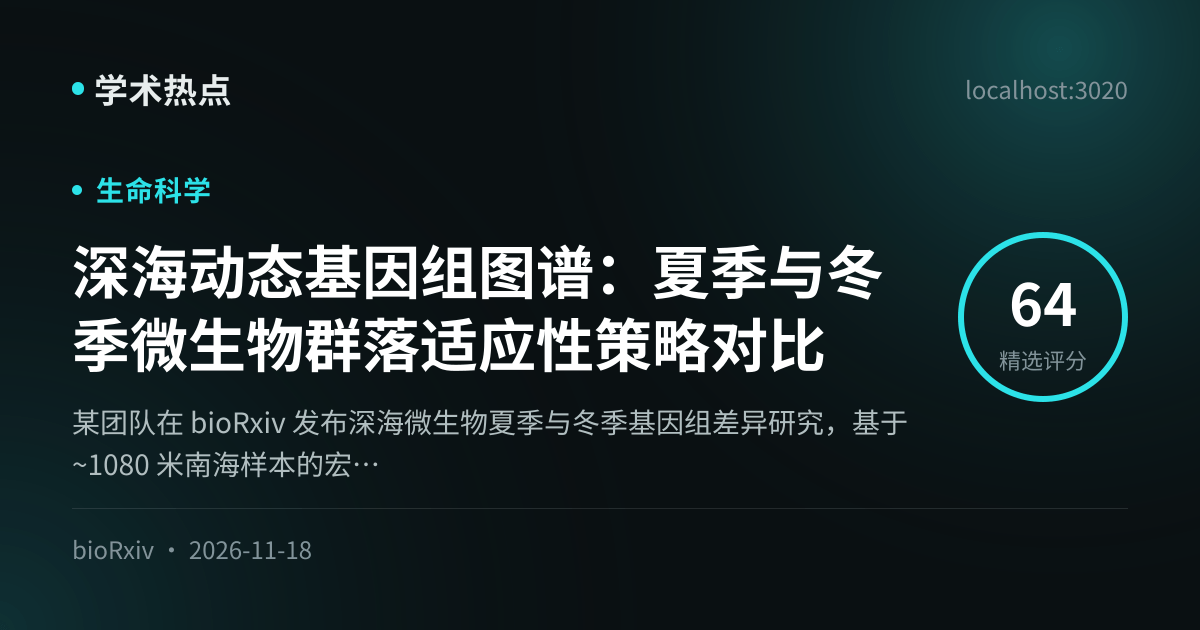 学术热点
localhost:3020
生命科学
深海动态基因组图谱：夏季与冬
季微生物群落适应性策略对比
64
精选评分
某团队在 bioRxiv 发布深海微生物夏季与冬季基因组差异研究，基于
~1080 米南海样本的宏…
bioRxiv · 2026-11-18